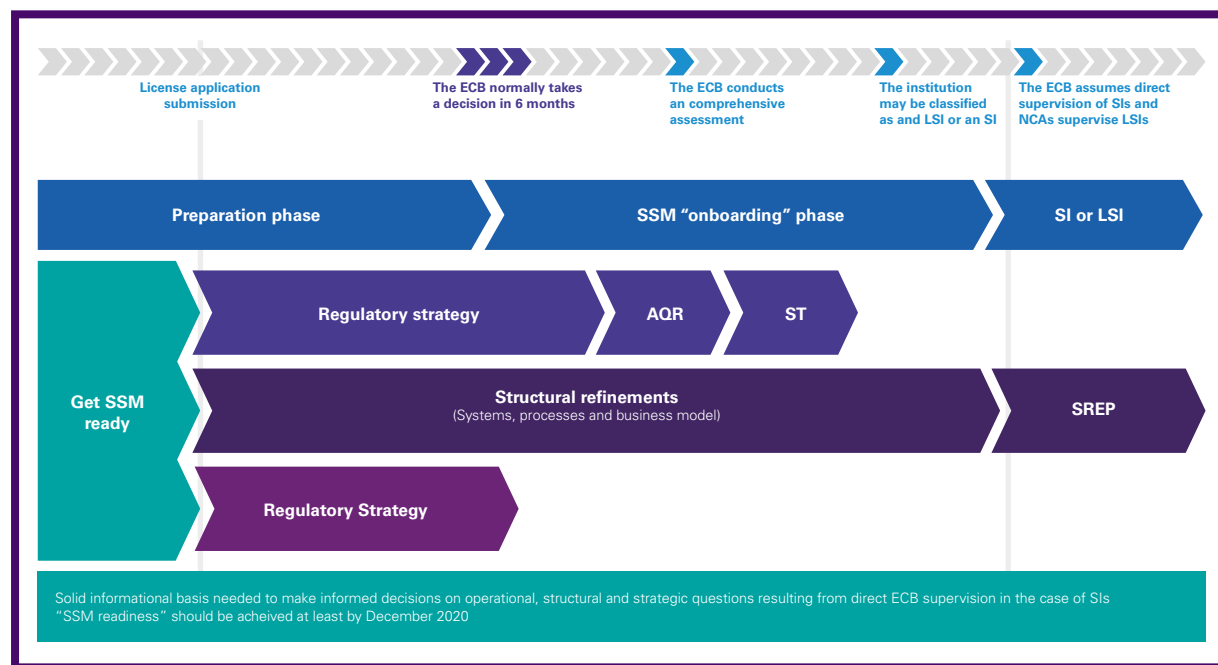 License application
submission
The ECB normally takes
a decision in 6 months
The ECB conducts
an comprehensive
assessment
The institution
may be classified
as and LSI or an SI
The ECB assumes direct
supervision of SIs and
NCAs supervise LSIs
Preparation phase
SSM “onboarding” phase
SI or LSI
Get SSM
ready
Regulatory strategy
AQR
ST
Structural refinements
(Systems, processes and business model)
SREP
Regulatory Strategy
Solid informational basis needed to make informed decisions on operational, structural and strategic questions resulting from direct ECB supervision in the case of SIs
“SSM readiness” should be acheived at least by December 2020